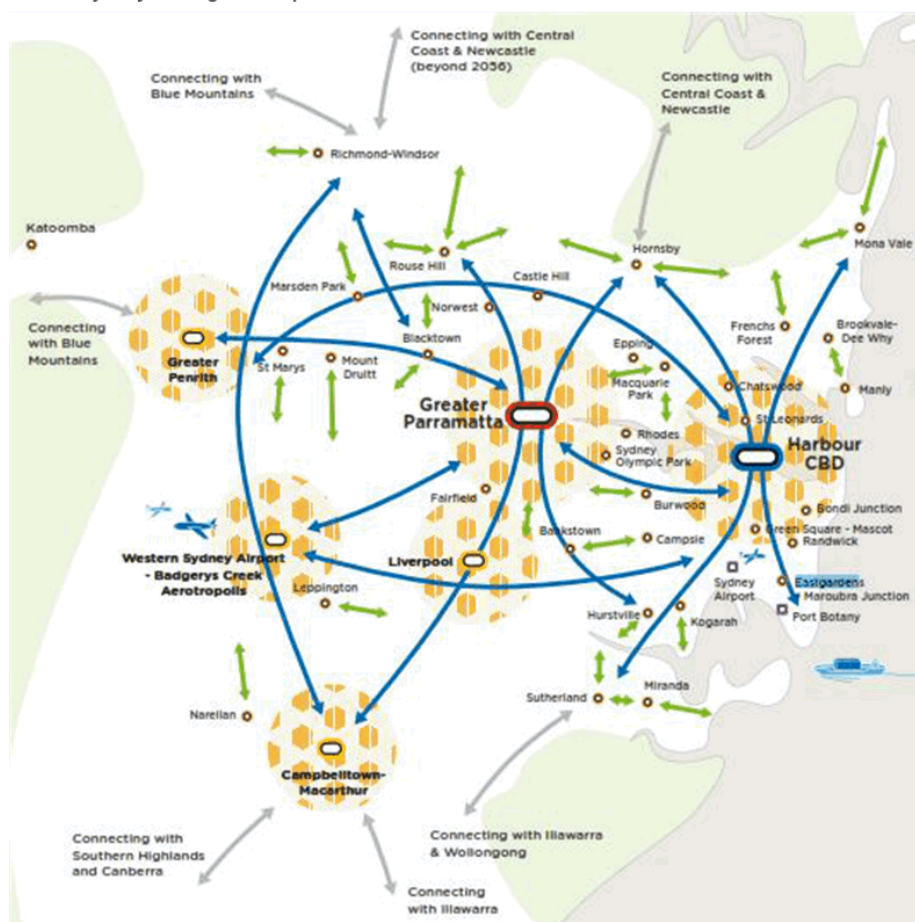 Connecting with Central
Coast & Newcastle
(beyond 2056)
Connecting with
Blue Mountains
Connecting with
Central Coast &
Newcastle
Richmond-Windsor
Katoomba
Mona Vale
Hornsby
Rouse Hill
Castle Hill
Marsden Park
Norwest
Connecting
with Blue
Mountains
Frenchs
Forest
Brookvale-
Dee Why
Blacktown
Epping
Greater
Penrith
St Marys
Mount
Druitt
Macquarie
Park
Chatswood
Manly
Greater
Parramatta
St Leonards
Rhodes
Harbour
CBD
Sydney
Olympic Park
Fairfield
Burwood
Bondi Junction
Bankstown
Campsie
Green Square - Mascot
Randwick
Western Sydney Airport
- Badgerys Creek
Aerotropolis
Liverpool
Leppington
Sydney
Airport
Eastgardens
Maroubra Junction
Hurstville
Kogarah
Port Botany
Narellan
Sutherland
Miranda
Campbelltown-
Macarthur
Connecting with
Southern Highlands
and Canberra
Connecting with Illawarra
& Wollongong
Connecting
with Illawarra